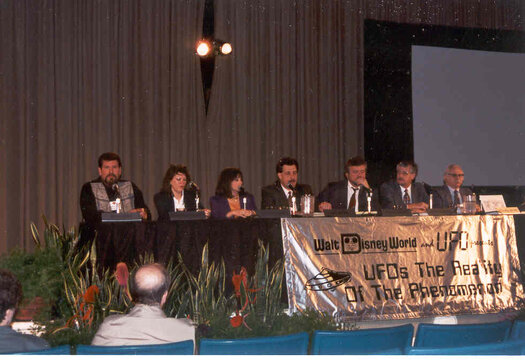 Walt Disney World and UFO
UFOs The Reality
Of The Phenomenon